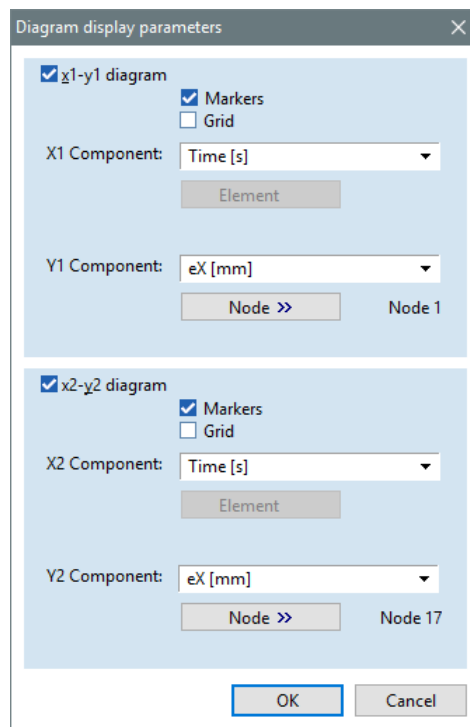 Diagram display parameters
x1-y1 diagram
Markers
Grid
X1 Component: Time [s]
Element
Y1 Component: eX [mm]
Node >> Node 1
x2-y2 diagram
Markers
Grid
X2 Component: Time [s]
Element
Y2 Component: eX [mm]
Node >> Node 17
OK Cancel